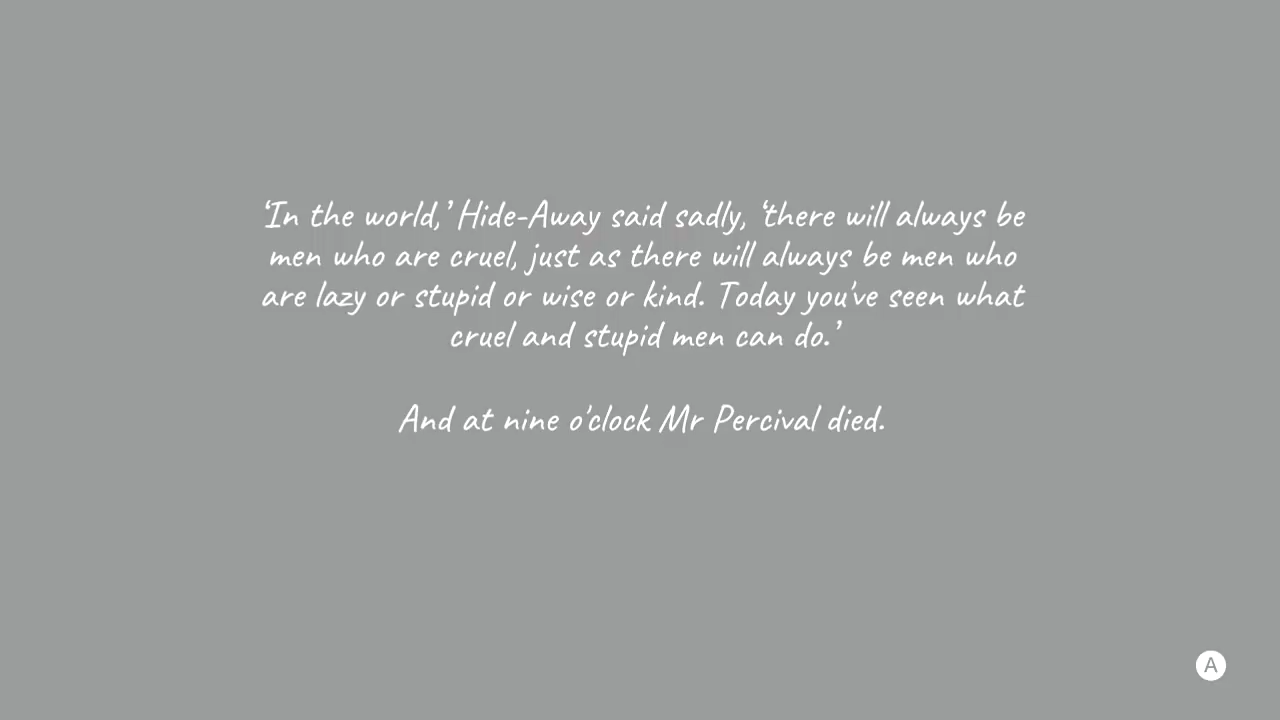 ‘In the world,’ Hide-Away said sadly, ‘there will always be
men who are cruel, just as there will always be men who
are lazy or stupid or wise or kind. Today you've seen what
cruel and stupid men can do.’
And at nine o'clock Mr Percival died.
A